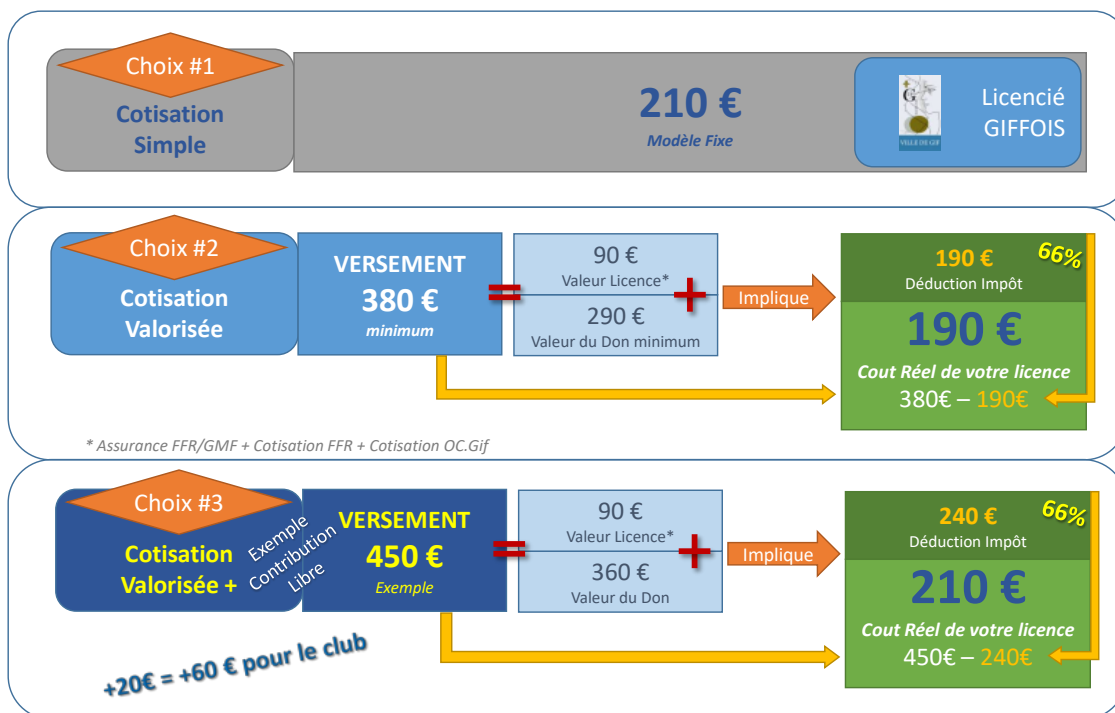 Choix #1
Cotisation
Simple
210 €
Modèle Fixe
G
VILLE DE GIF
Licencié
GIFFOIS
Choix #2
Cotisation
Valorisée
VERSEMENT
380 €
minimum
=
90 €
Valeur Licence*
+
290 €
Valeur du Don minimum
Implique
190 €
66%
Déduction Impôt
190 €
Cout Réel de votre licence
380€ – 190€
* Assurance FFR/GMF + Cotisation FFR + Cotisation OC.Gif
Choix #3
Cotisation
Valorisée +
Exemple
Contribution
Libre
VERSEMENT
450 €
Exemple
=
90 €
Valeur Licence*
+
360 €
Valeur du Don
Implique
240 €
66%
Déduction Impôt
210 €
Cout Réel de votre licence
450€ – 240€
+20€ = +60 € pour le club